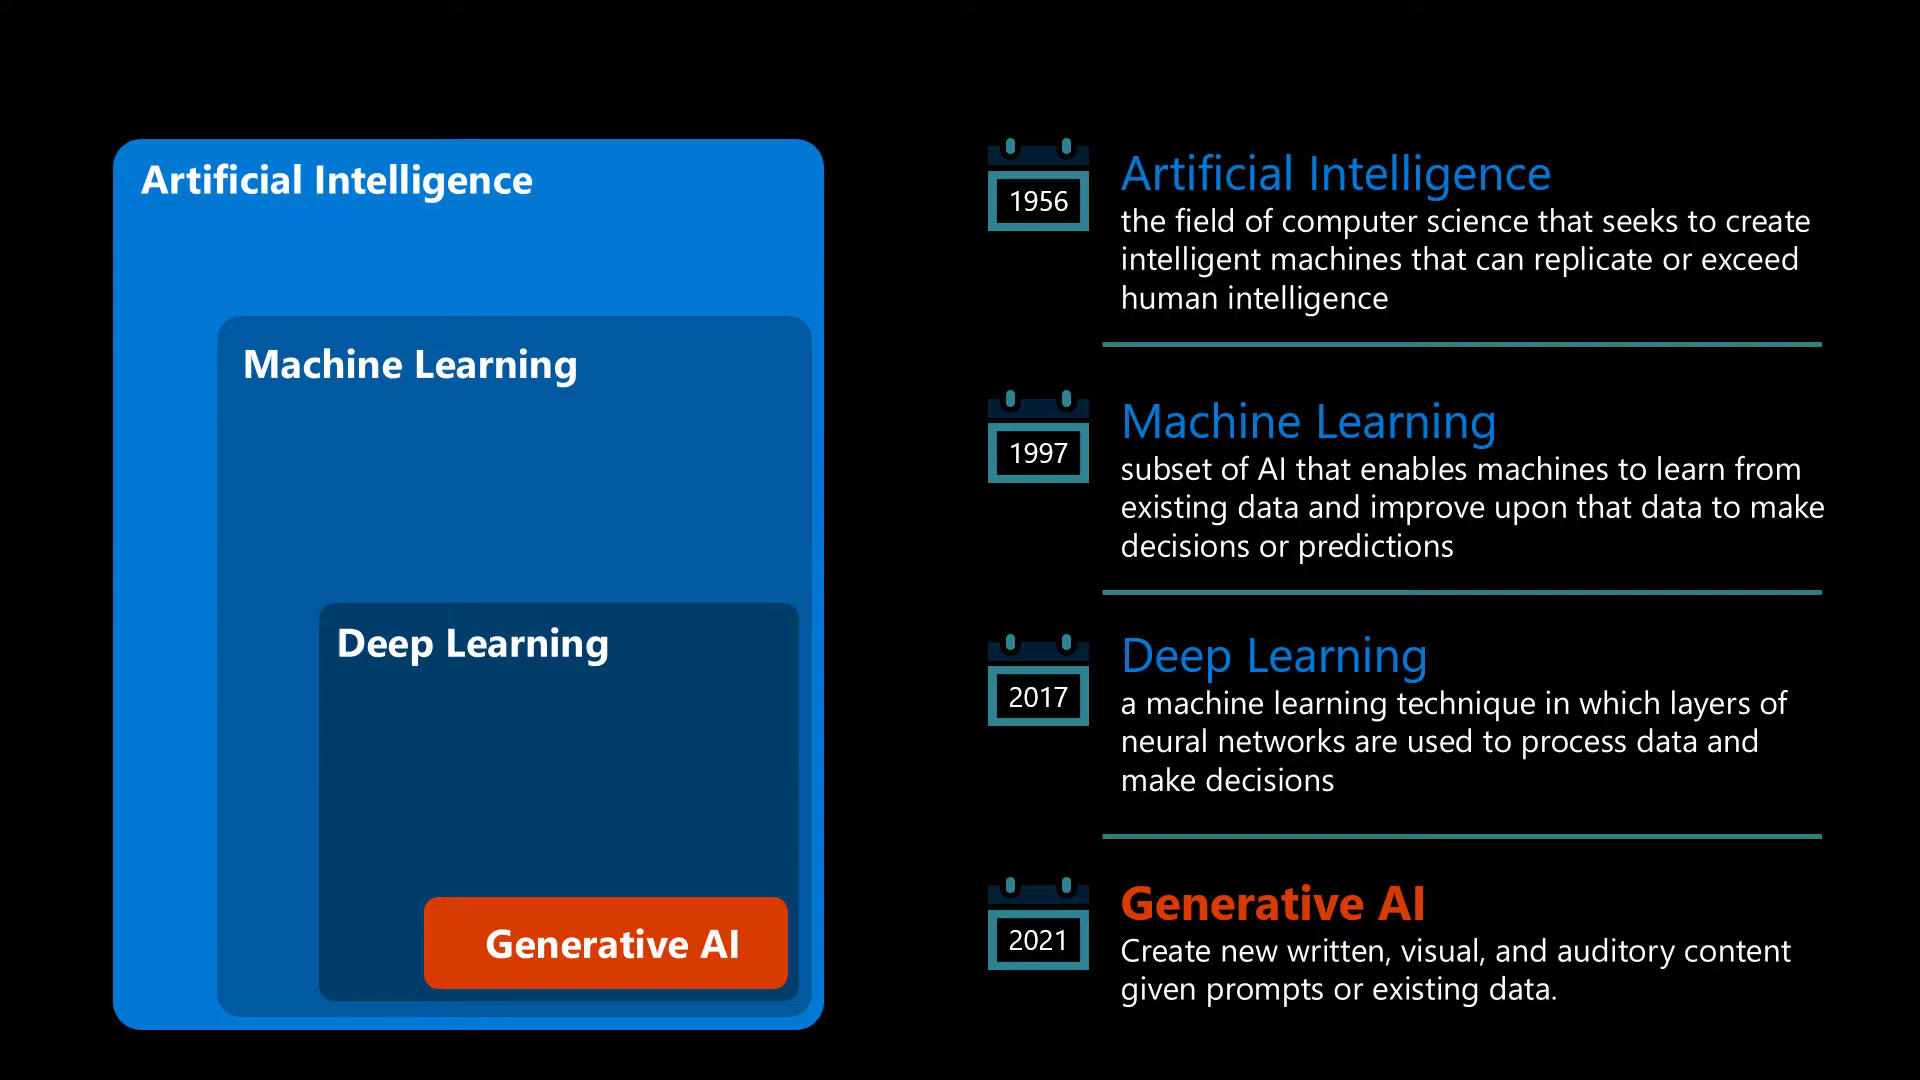 Artificial Intelligence
Machine Learning
Deep Learning
Generative AI
1956
Artificial Intelligence
the field of computer science that seeks to create
intelligent machines that can replicate or exceed
human intelligence
1997
Machine Learning
subset of AI that enables machines to learn from
existing data and improve upon that data to make
decisions or predictions
2017
Deep Learning
a machine learning technique in which layers of
neural networks are used to process data and
make decisions
2021
Generative AI
Create new written, visual, and auditory content
given prompts or existing data.